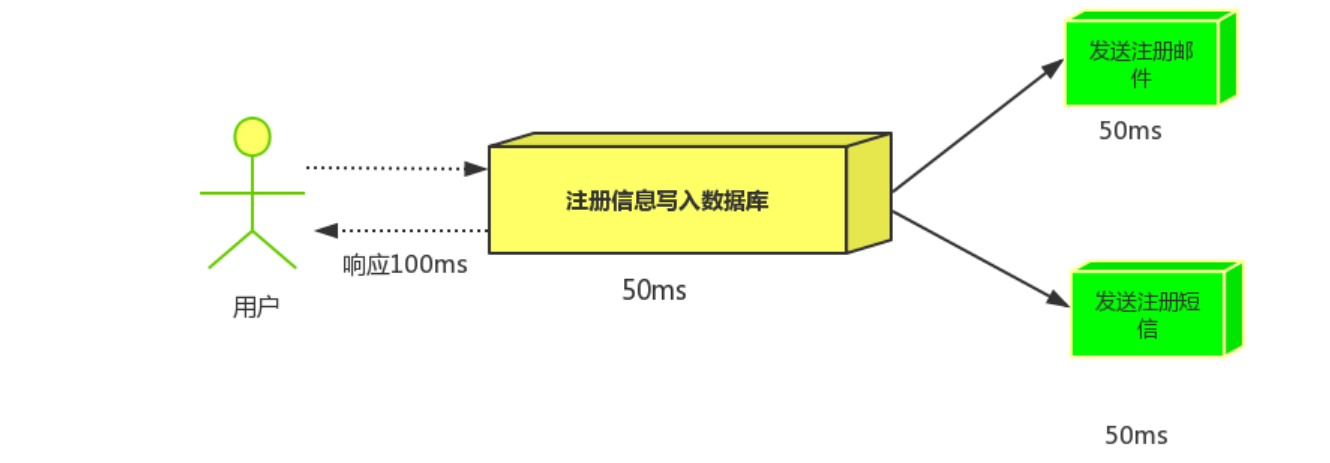 发送注册邮
件
50ms
注册信息写入数据库
响应100ms
50ms
用户
发送注册短
信
50ms